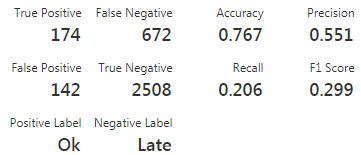 True Positive False Negative Accuracy Precision
174 672 0.767 0.551
False Positive True Negative Recall F1 Score
142 2508 0.206 0.299
Positive Label Negative Label
Ok Late